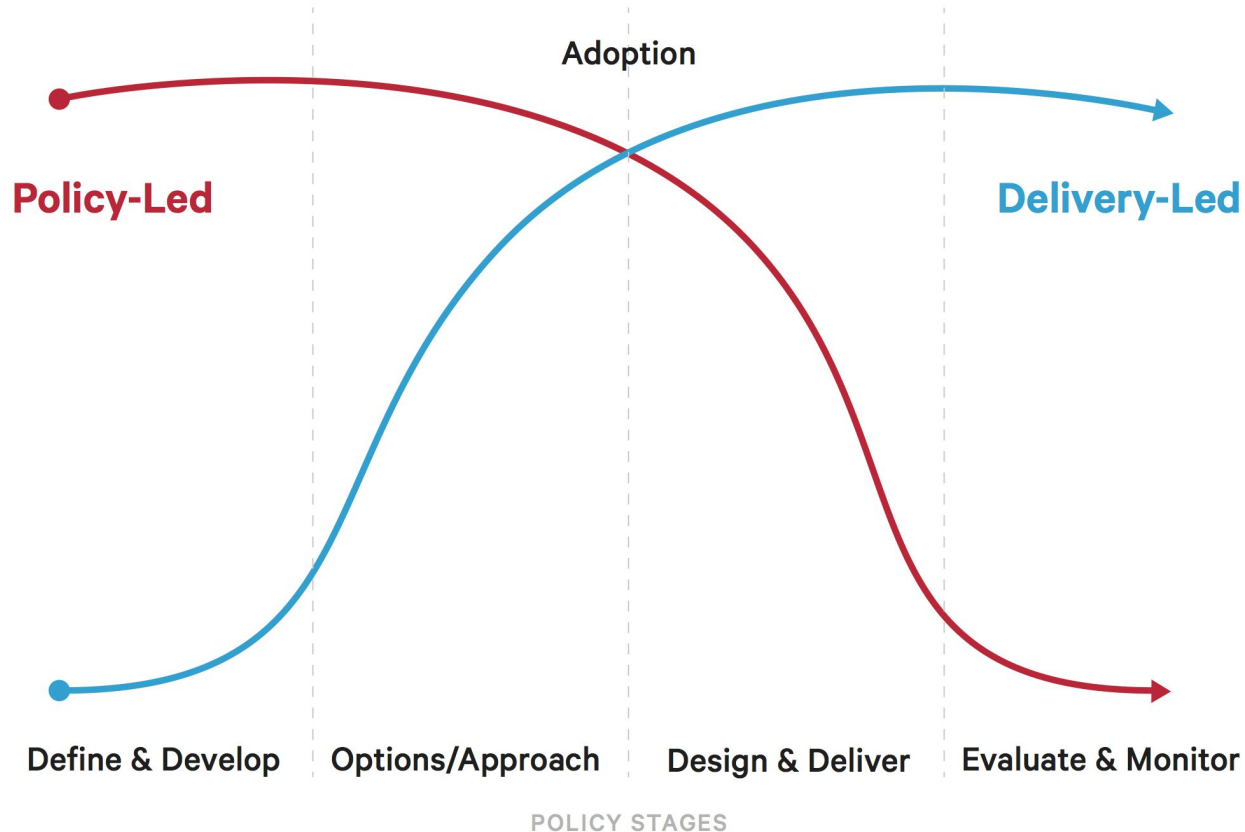 Adoption
Policy-Led
Delivery-Led
Define & Develop
Options/Approach
Design & Deliver
Evaluate & Monitor
POLICY STAGES